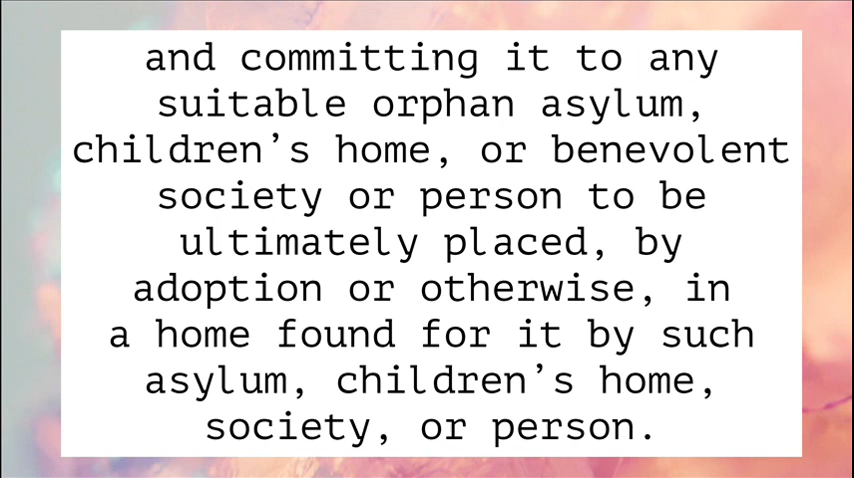 and committing it to any
suitable orphan asylum,
children’s home, or benevolent
society or person to be
ultimately placed, by
adoption or otherwise, in
a home found for it by such
asylum, children’s home,
society, or person.